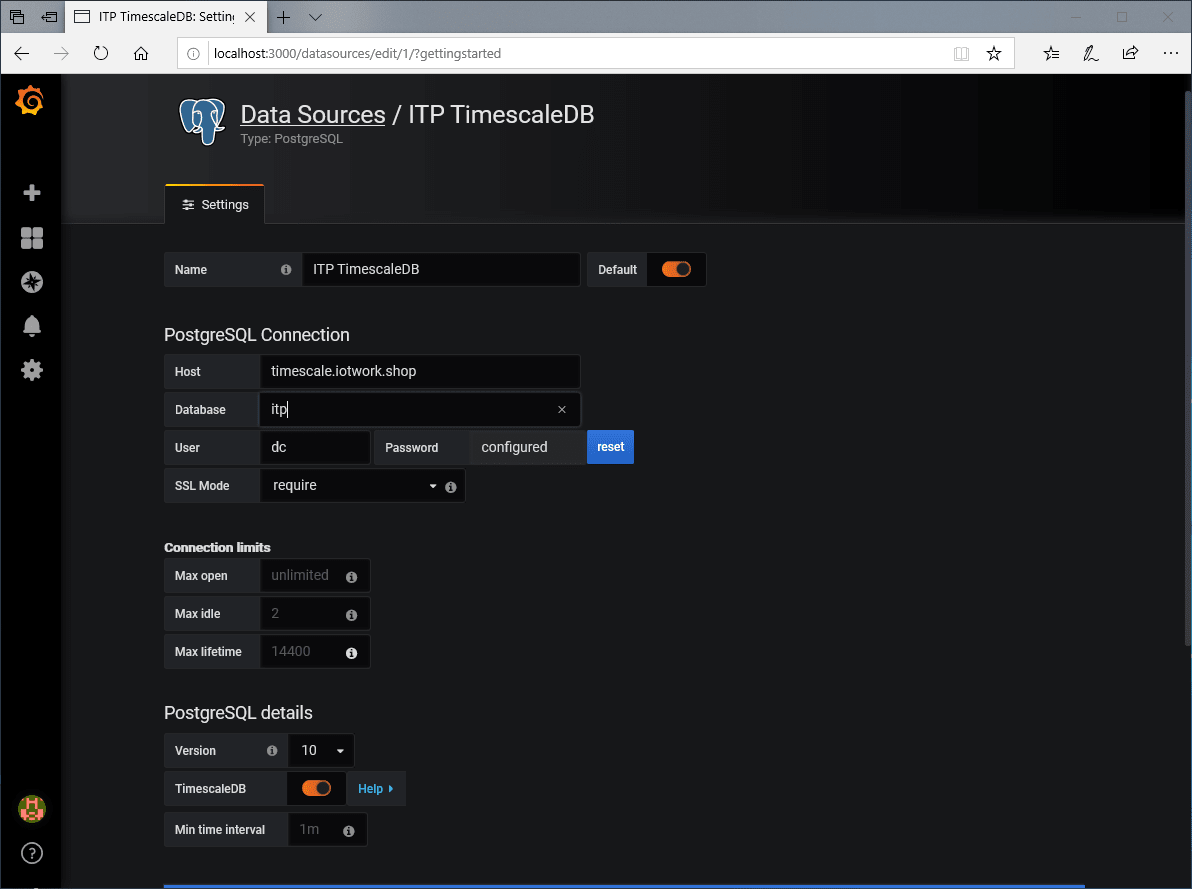 ITP TimescaleDB: Setting
localhost:3000/datasources/edit/1/?gettingstarted
Data Sources / ITP TimescaleDB
Type: PostgreSQL
Settings
Name ITP TimescaleDB Default
PostgreSQL Connection
Host timescale.iotwork.shop
Database itp
User dc Password configured reset
SSL Mode require
Connection limits
Max open unlimited
Max idle 2
Max lifetime 14400
PostgreSQL details
Version 10
TimescaleDB Help
Min time interval 1m